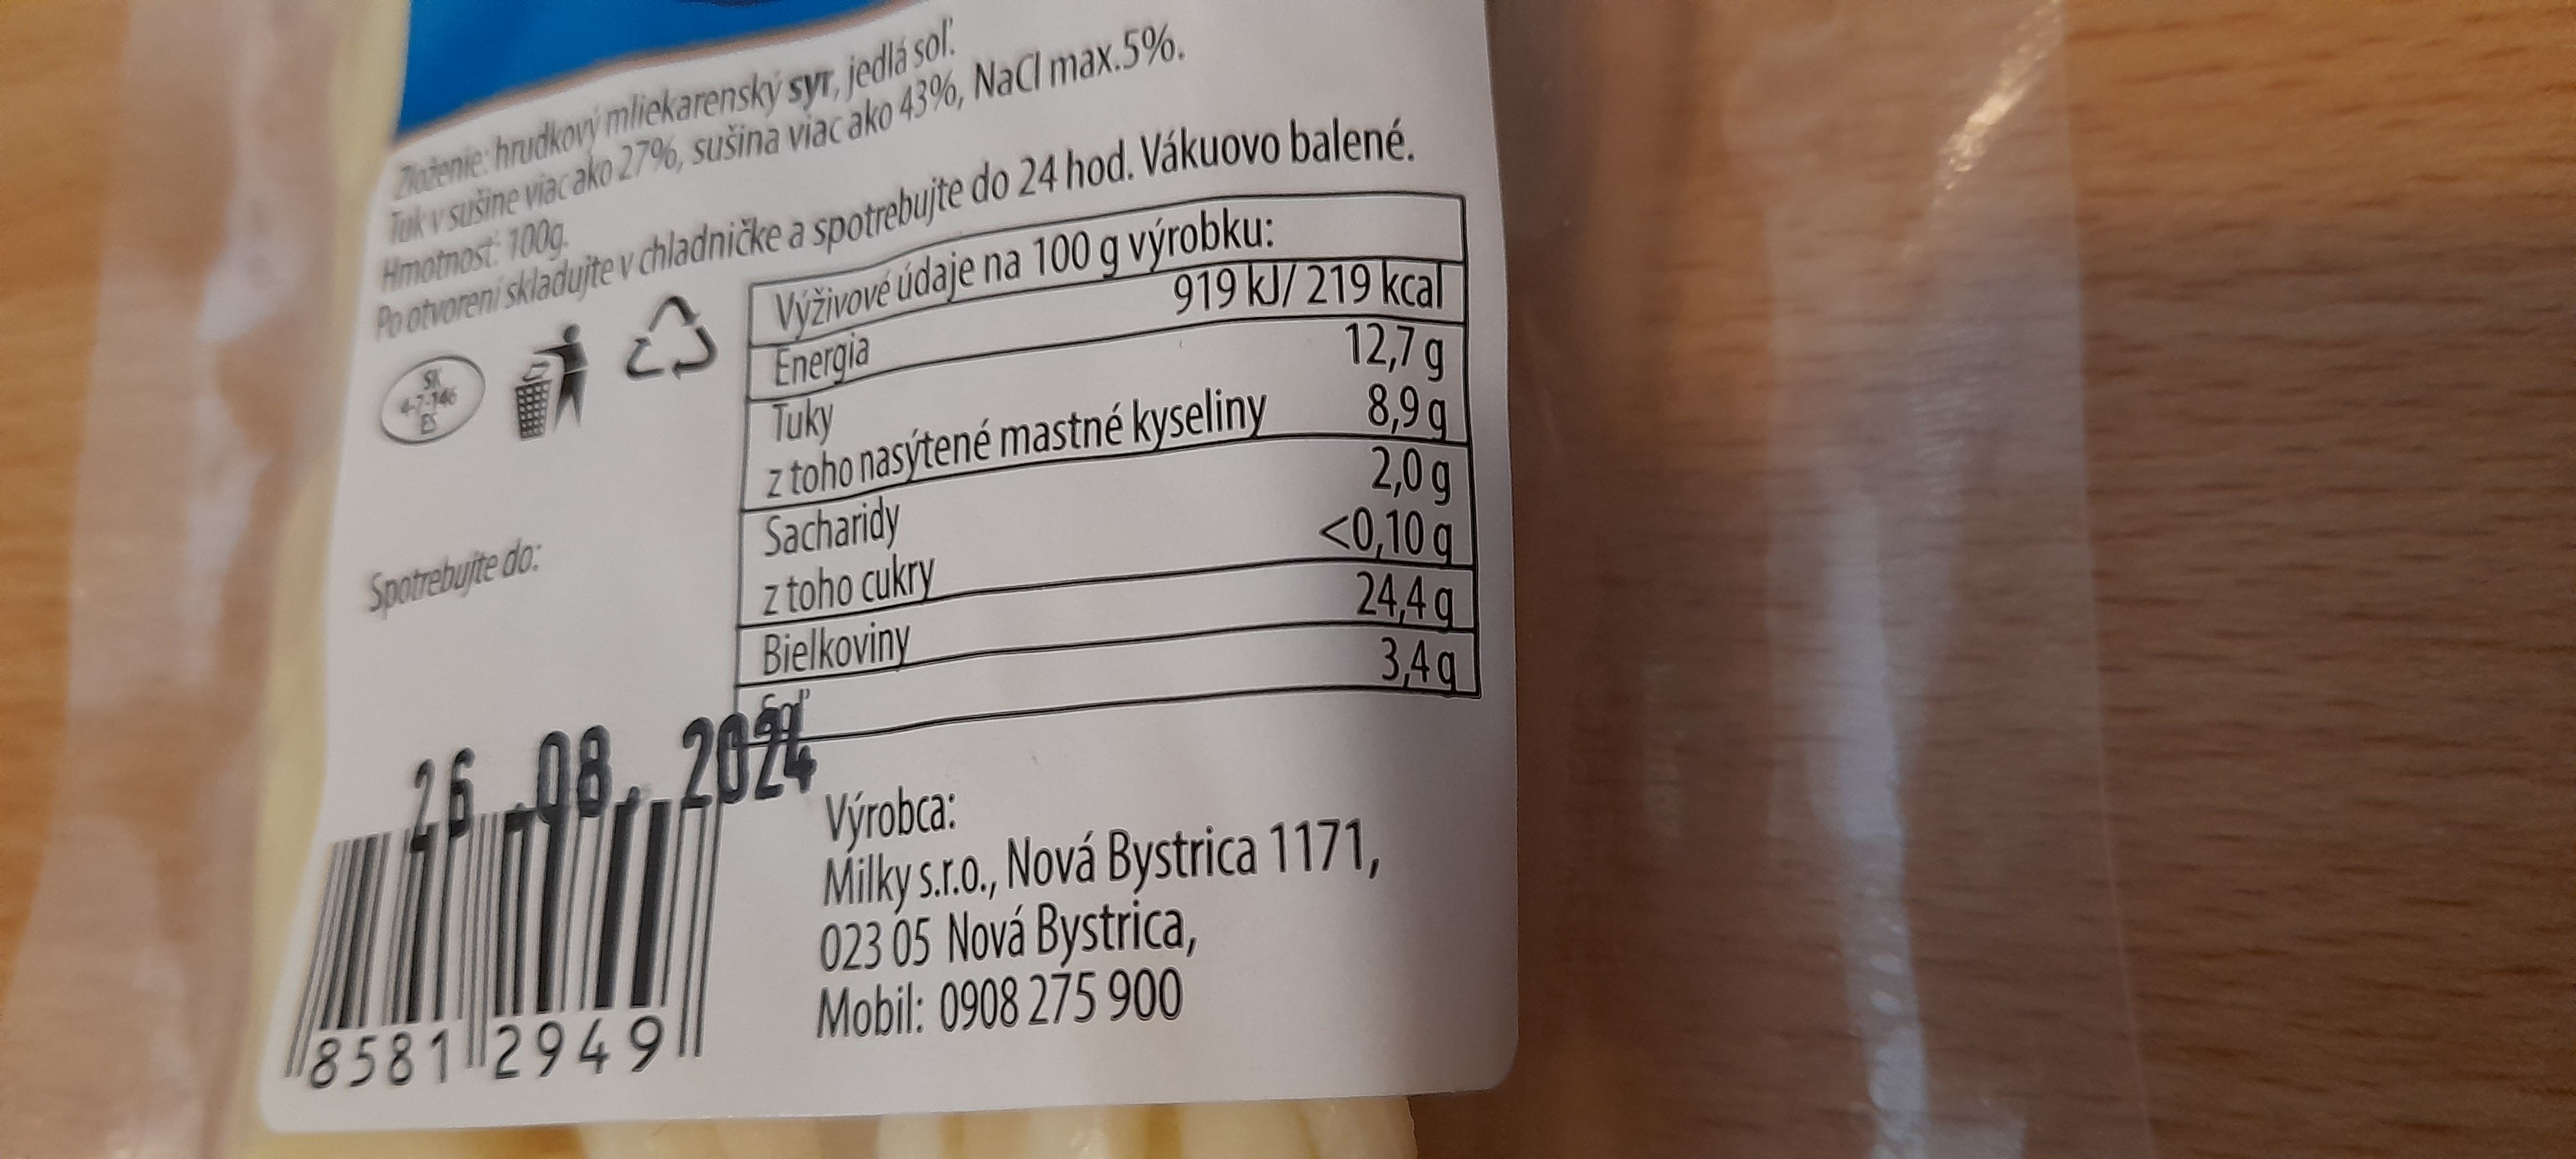 Zloženie: hrudkový mliekarenský syr, jedlá soľ.
Tuk v sušine viac ako 27%, sušina viac ako 43%, NaCl max.5%.
Hmotnosť: 100g.
Po otvorení skladujte v chladničke a spotrebujte do 24 hod. Vákuovo balené.
SK
4-7-146
ES
Výživové údaje na 100 g výrobku:
Energia 919 kJ/ 219 kcal
Tuky 12,7 g
z toho nasýtené mastné kyseliny 8,9 g
Sacharidy 2,0 g
z toho cukry <0,10 g
Bielkoviny 24,4 g
Soľ 3,4 g
Spotrebujte do:
26.08.2024
8581 2949
Výrobca:
Milky s.r.o., Nová Bystrica 1171,
023 05 Nová Bystrica,
Mobil: 0908 275 900